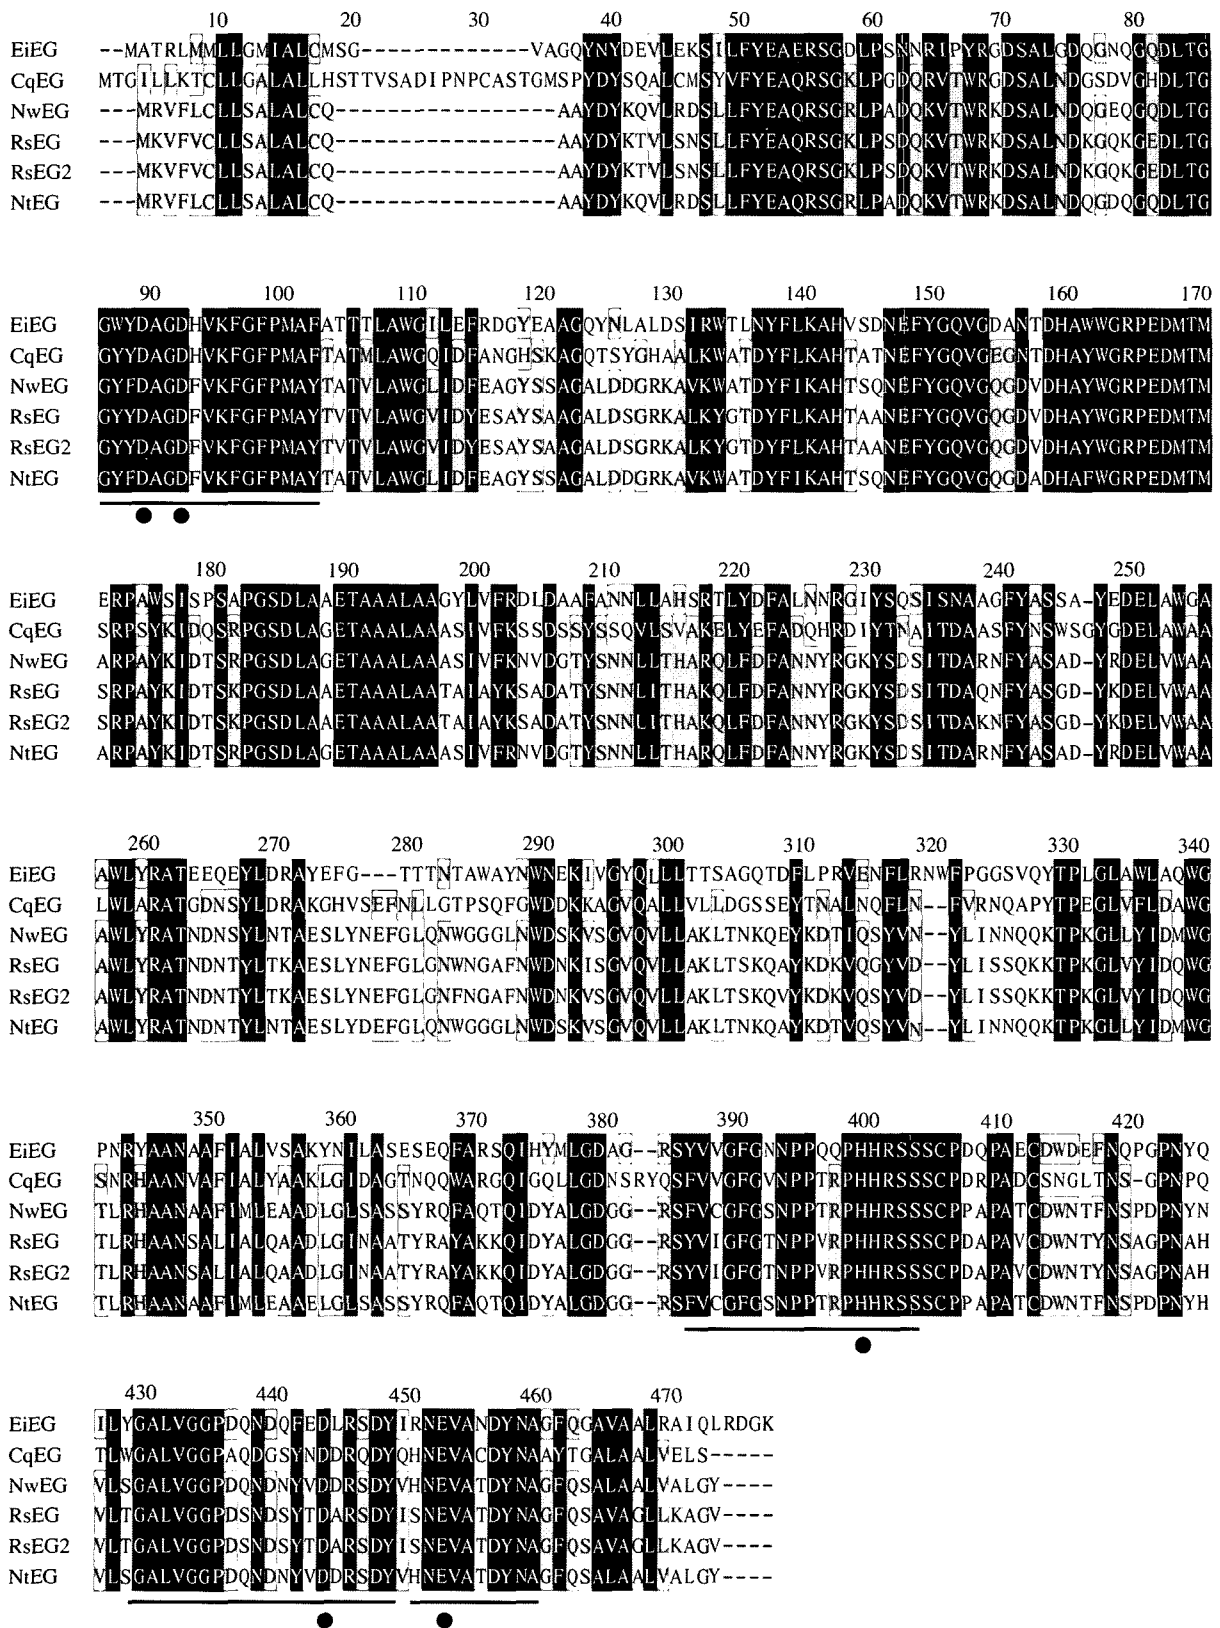 10 20 30 40 50 60 70 80
EiEG --MATRLMMLLGMIALCMSG-------------VAGQYNYDEVLEKSILFYEAERSGDLPSNNRIPYRGDSALGDQGNQGQDLTG
CqEG MTGILLKTCLLGALALLHSTTVSADIPNPCASTGMSPYDYSQALCMSYVFYEAQRSGKLPGDQRVTWRGDSALNDGSDVGHDLTG
NwEG ---MRVFLCLLSALALCQ-----------------AAYDYKQVLRDSLLFYEAQRSGRLPADQKVTWRKDSALNDQGEQGQDLTG
RsEG ---MKVFVCLLSALALCQ-----------------AAYDYKTVLSNSLLFYEAQRSGKLPSDQKVTWRKDSALNDKGQKGEDLTG
RsEG2 ---MKVFVCLLSAFALCQ-----------------AAYDYKTVLSNSLLFYEAQRSGKLPSDQKVTWRKDSALNDKGQKGEDLTG
NtEG ---MRVFLCLLSALALCQ-----------------AAYDYKQVLRDSLLFYEAQRSGRLPADQKVTWRKDSALNDQGDQGQDLTG
90 100 110 120 130 140 150 160 170
EiEG GWYDAGDHVKFGFPMAFATTTLAWGILEFRDGYEAAGQYNLALDSIRWTLNYFLKAHVSDNEFYGQVGDANTDHAWWGRPEDMTM
CqEG GYYDAGDHVKFGFPMAFTATMLAWGQIDFANGHSKAGQTSYGHAALKWATDYFLKAHTATNEFYGQVGEGNTDHAYWGRPEDMTM
NwEG GYFDAGDFVKFGFPMAYTATVLAWGLIDFEAGYSSAGALDDGRKAVKWATDYFIKAHTSQNEFYGQVGQGDVDHAYWGRPEDMTM
RsEG GYYDAGDFVKFGFPMAYTVTVLAWGVIDYESAYSAAGALDSGRKALKYGTDYFLKAHTAANEFYGQVGQGDVDHAYWGRPEDMTM
RsEG2 GYYDAGDFVKFGFPMAYTVTVLAWGVIDYESAYSAAGALDSGRKALKYGTDYFLKAHTAANEFYGQVGQGDVDHAYWGRPEDMTM
NtEG GYFDAGDFVKFGFPMAYTATVLAWGLIDFEAGYSSAGALDDGRKAVKWATDYFIKAHTSQNEFYGQVGQGDADHAFWGRPEDMTM
180 190 200 210 220 230 240 250
EiEG ERPAWSISPSAPGSDLAAETAAALAAGYLVFRDLDAAFANNLLAHSRTLYDFALNNRGIYSQSISNAAGFYASSA-YEDELAWGA
CqEG SRPSYKIDQSRPGSDLAGETAAALAAASIVFKSSDSSYSSQVLSVAKELYEFADQHRDIYTNAITDAASFYNSWSGYGDELAWAA
NwEG ARPAYKIDTSRPGSDLAGETAAALAAASIVFKNVDGTYSNNLLTHARQLFDFANNYRGKYSDSITDARNFYASAD-YRDELVWAA
RsEG SRPAYKIDTSKPGSDLAAETAAALAATAIAYKSADATYSNNLITHAKQLFDFANNYRGKYSDSITDAQNFYASGD-YKDELVWAA
RsEG2 SRPAYKIDTSKPGSDLAAETAAALAATAIAYKSADATYSNNLITHAKQLFDFANNYRGKYSDSITDAKNFYASGD-YKDELVWAA
NtEG ARPAYKIDTSRPGSDLAGETAAALAAASIVFRNVDGTYSNNLLTHARQLFDFANNYRGKYSDSITDARNFYASAD-YRDELVWAA
260 270 280 290 300 310 320 330 340
EiEG AWLYRATEEQEYLDRAYEFG---TTTNTAWAYNWNEKIVGYQLLLTTSAGQTDFLPRVENFLRNWFPGGSVQYTPLGLAWLAQWG
CqEG LWLARATGDNSYLDRAKGHVSEFNLLGTPSQFGWDDKKAGVQALLVLLDGSSEYTNALNQFLN--FVRNQAPYTPEGLVFLDAWG
NwEG AWLYRATNDNSYLNTAESLYNEFGLQNWGGGLNWDSKVSGVQVLLAKLTNKQEYKDTIQSYVN--YLINNQQKTPKGLLYIDMWG
RsEG AWLYRATNDNTYLTKAESLYNEFGLGNWNGAFNWDNKISGVQVLLAKLTSKQAYKDKVQGYVD--YLISSQKKTPKGLVYIDQWG
RsEG2 AWLYRATNDNTYLTKAESLYNEFGLGNFNGAFNWDNKVSGVQVLLAKLTSKQVYKDKVQSYVD--YLISSQKKTPKGLVYIDQWG
NtEG AWLYRATNDNTYLNTAESLYDEFGLQNWGGGLNWDSKVSGVQVLLAKLTNKQAYKDTVQSYVN--YLINNQQKTPKGLLYIDMWG
350 360 370 380 390 400 410 420
EiEG PNRYAANAAFIALVSAKYNILASESEQFARSQIHYMLGDAG--RSYVVGFGNNPPQQPHHRSSSCPDQPAECDWDEFNQPGPNYQ
CqEG SNRHAANVAFIALYAAKLGIDAGTNQQWARGQIGQLLGDNSRYQSFVVGFGVNPPTRPHHRSSSCPDRPADCSNGLTNS-GPNPQ
NwEG TLRHAANAAFIMLEAADLGLSASSYRQFAQTQIDYALGDGG--RSFVCGFGSNPPTRPHHRSSSCPPAPATCDWNTFNSPDPNYN
RsEG TLRHAANSALIALQAADLGINAATYRAYAKKQIDYALGDGG--RSYVIGFGTNPPVRPHHRSSSCPDAPAVCDWNTYNSAGPNAH
RsEG2 TLRHAANSALIALQAADLGINAATYRAYAKKQIDYALGDGG--RSYVIGFGTNPPVRPHHRSSSCPDAPAVCDWNTYNSAGPNAH
NtEG TLRHAANAAFIMLEAAELGLSASSYRQFAQTQIDYALGDGG--RSFVCGFGSNPPTRPHHRSSSCPPAPATCDWNTFNSPDPNYH
430 440 450 460 470
EiEG ILYGALVGGPDQNDQFEDLRSDYIRNEVANDYNAGFQGAVAALRAIQLRDGK
CqEG TLWGALVGGPAQDGSYNDDRQDYQHNEVACDYNAAYTGALAALVELS-----
NwEG VLSGALVGGPDQNDNYVDDRSDYVHNEVATDYNAGFQSALAALVALGY----
RsEG VLTGALVGGPDSNDSYTDARSDYISNEVATDYNAGFQSAVAGLLKAGV----
RsEG2 VLTGALVGGPDSNDSYTDARSDYISNEVATDYNAGFQSAVAGLLKAGV----
NtEG VLSGALVGGPDQNDNYVDDRSDYVHNEVATDYNAGFQSALAALVALGY----